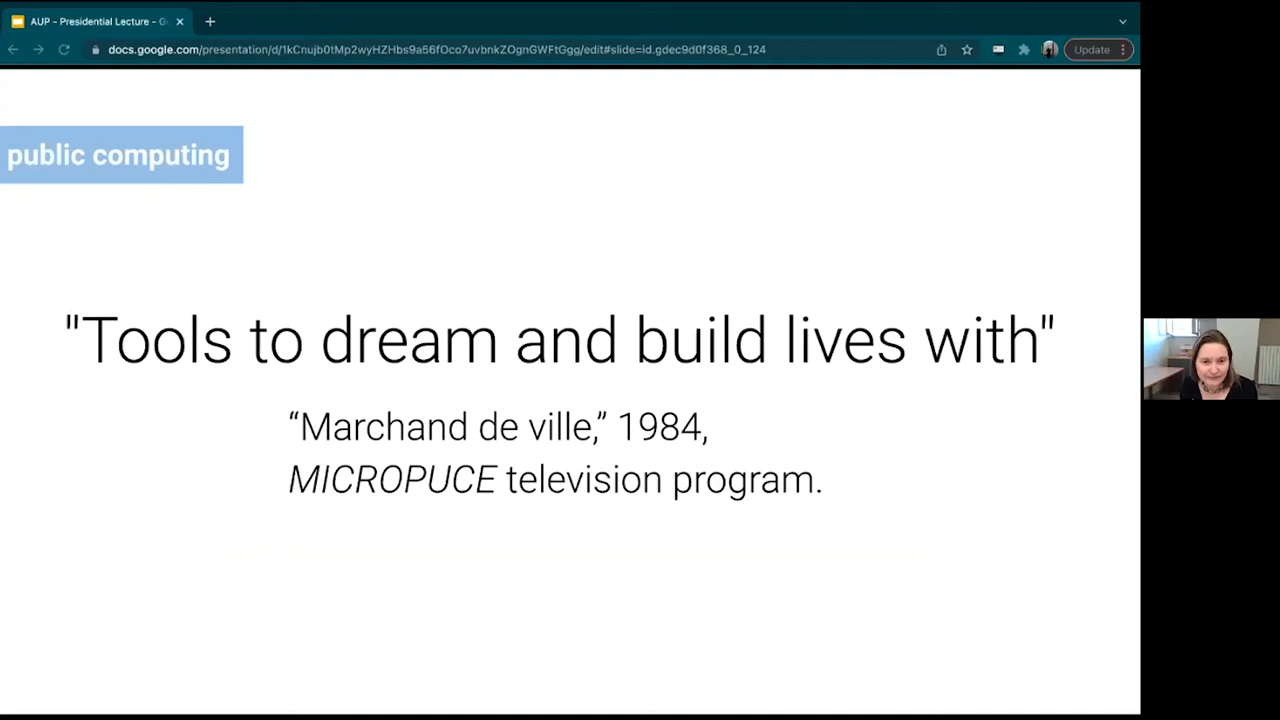 AUP - Presidential Lecture - G
docs.google.com/presentation/d/1kCnujb0tMp2wyHZHbs9a56fOco7uvbnkZOgnGWFtGgg/edit#slide=id.gdec9d0f368_0_124
Update
public computing
"Tools to dream and build lives with"
“Marchand de ville,” 1984,
MICROPUCE television program.